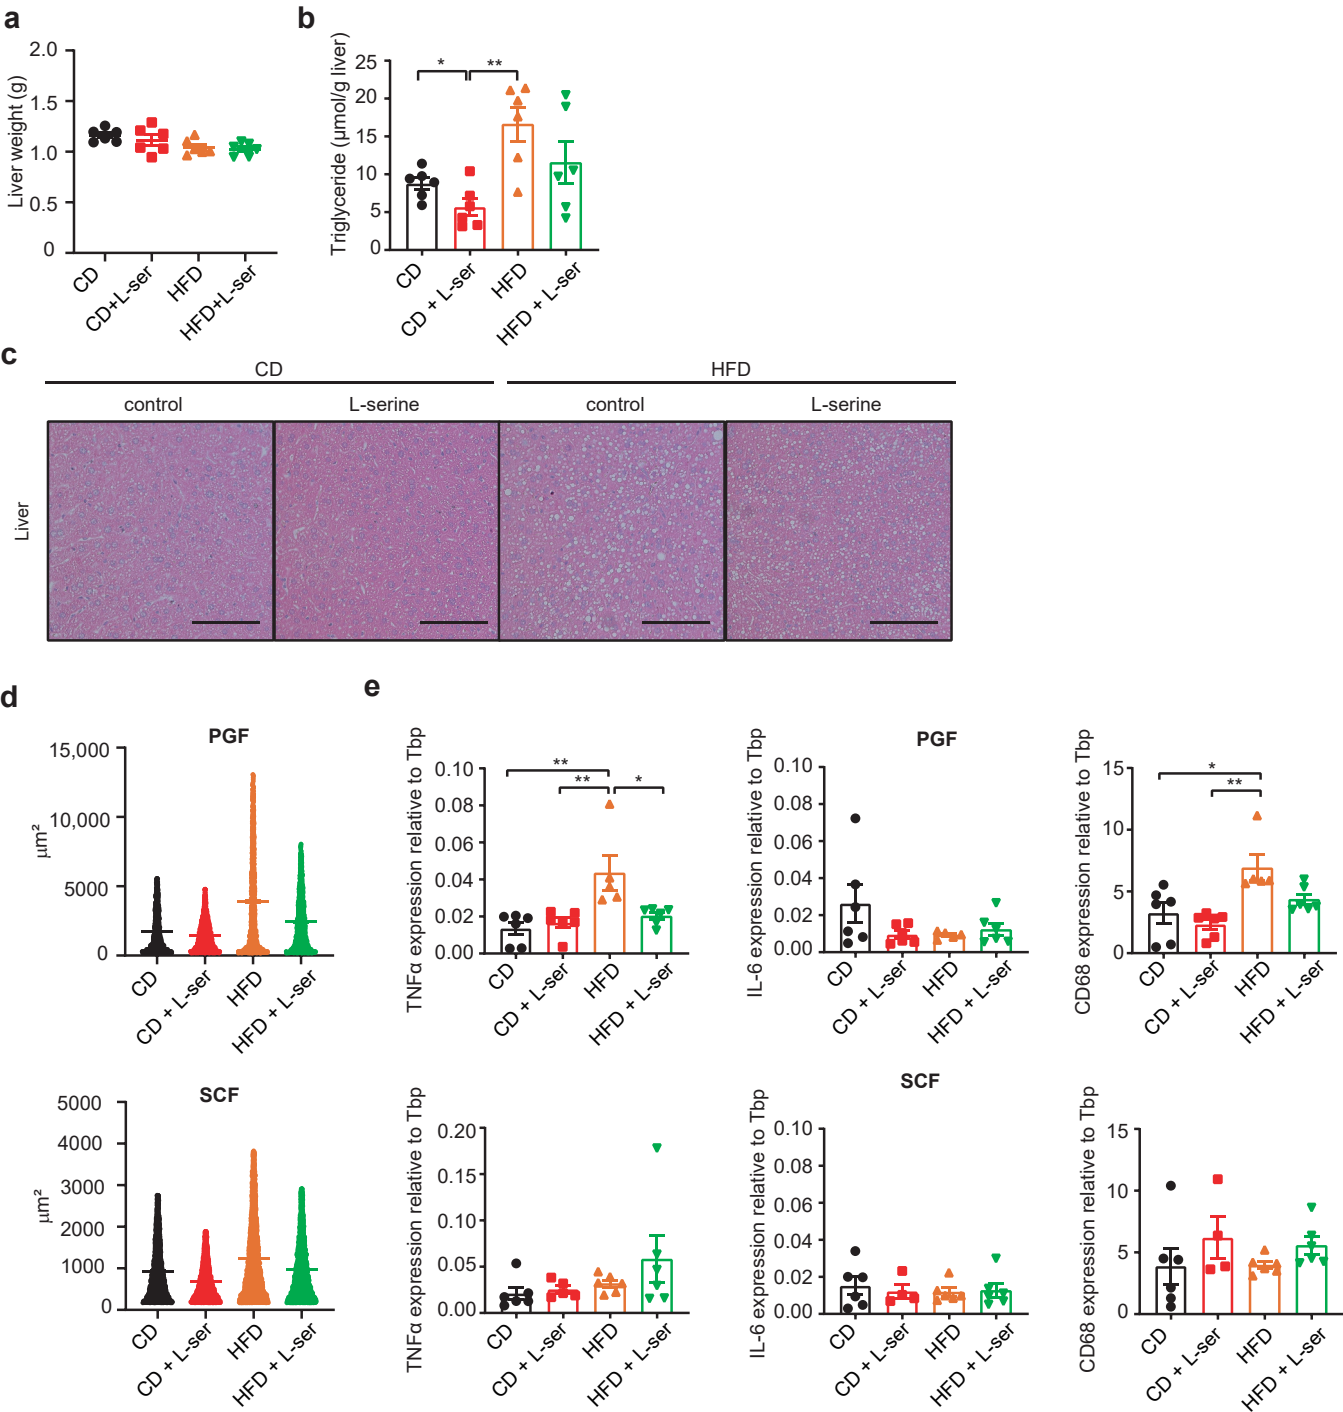 a
Liver weight (g)
2.0
1.5
1.0
0.5
0
CD
CD+L-ser
HFD
HFD+L-ser
b
Triglyceride (µmol/g liver)
25
20
15
10
5
0
*
**
CD
CD + L-ser
HFD
HFD + L-ser
c
CD
HFD
control
L-serine
control
L-serine
Liver
d
PGF
µm²
15,000
10,000
5000
0
CD
CD + L-ser
HFD
HFD + L-ser
SCF
µm²
5000
4000
3000
2000
1000
0
CD
CD + L-ser
HFD
HFD + L-ser
e
PGF
TNFα expression relative to Tbp
0.10
0.08
0.06
0.04
0.02
0.00
**
**
*
CD
CD + L-ser
HFD
HFD + L-ser
IL-6 expression relative to Tbp
0.10
0.08
0.06
0.04
0.02
0.00
CD
CD + L-ser
HFD
HFD + L-ser
CD68 expression relative to Tbp
15
10
5
0
*
**
CD
CD + L-ser
HFD
HFD + L-ser
SCF
TNFα expression relative to Tbp
0.20
0.15
0.10
0.05
0.00
CD
CD + L-ser
HFD
HFD + L-ser
IL-6 expression relative to Tbp
0.10
0.08
0.06
0.04
0.02
0.00
CD
CD + L-ser
HFD
HFD + L-ser
CD68 expression relative to Tbp
15
10
5
0
CD
CD + L-ser
HFD
HFD + L-ser